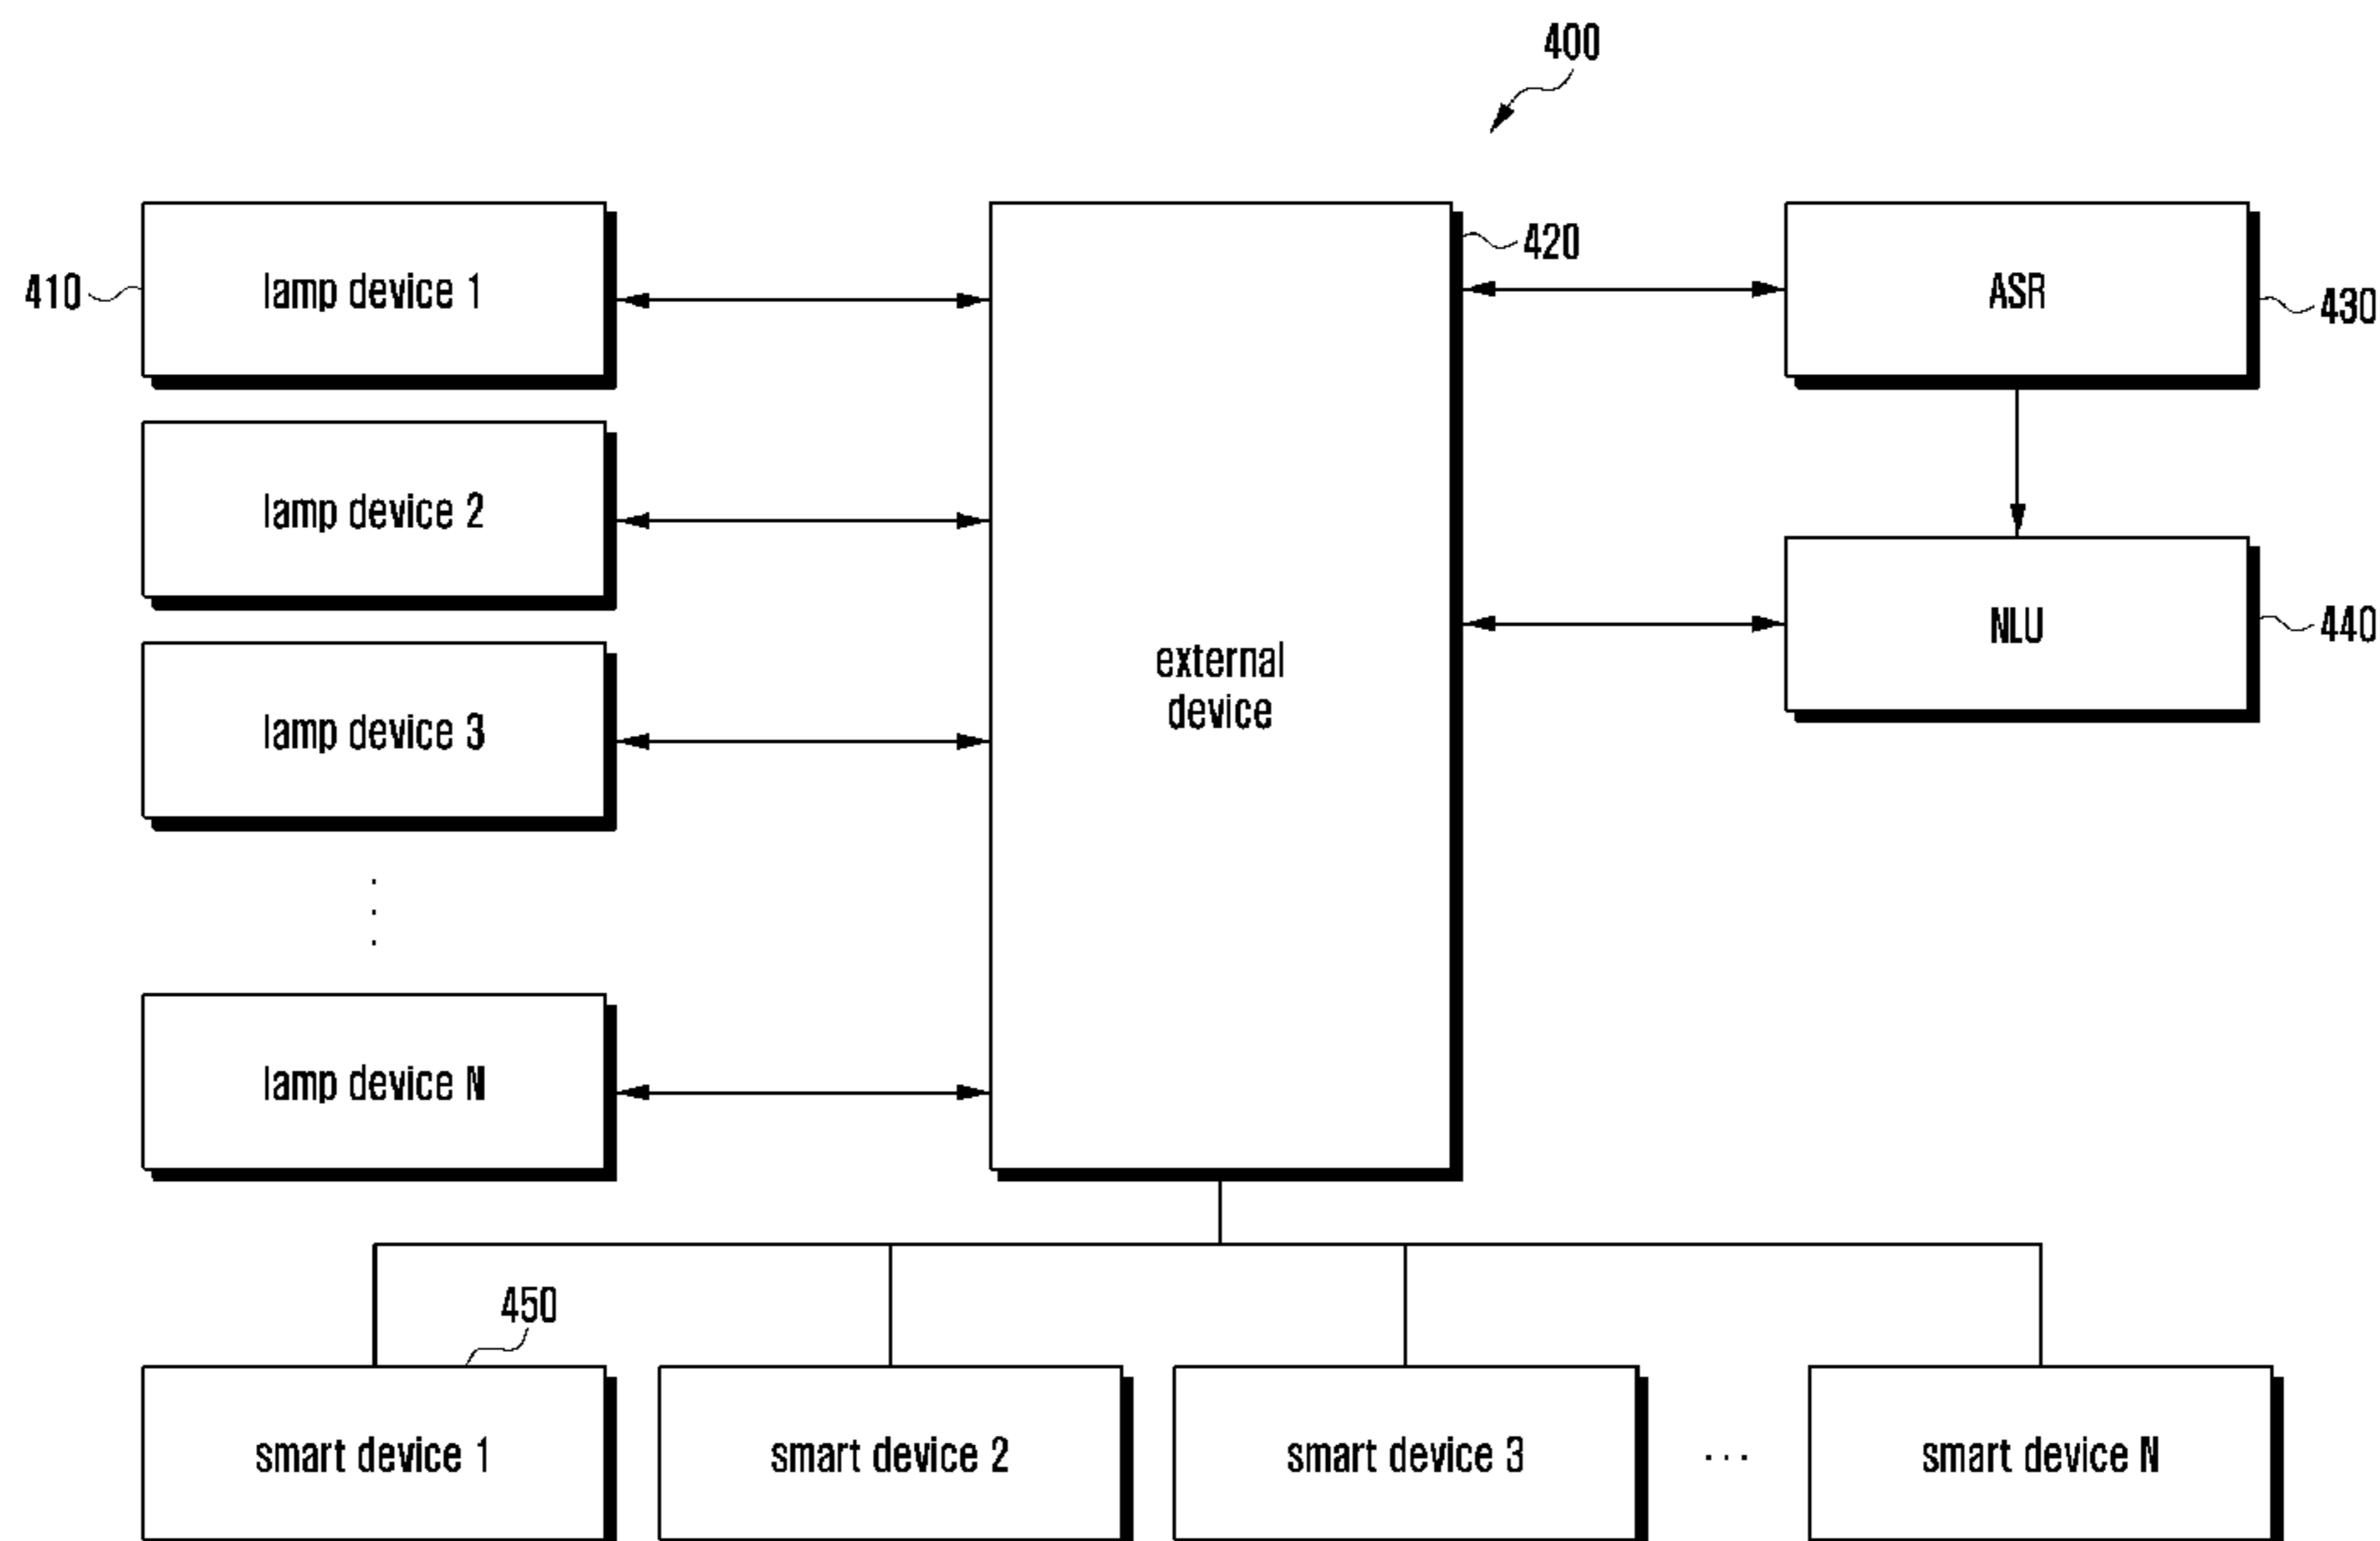 400
410
lamp device 1
420
ASR
430
lamp device 2
lamp device 3
external
device
NLU
440
lamp device N
450
smart device 1
smart device 2
smart device 3
...
smart device N